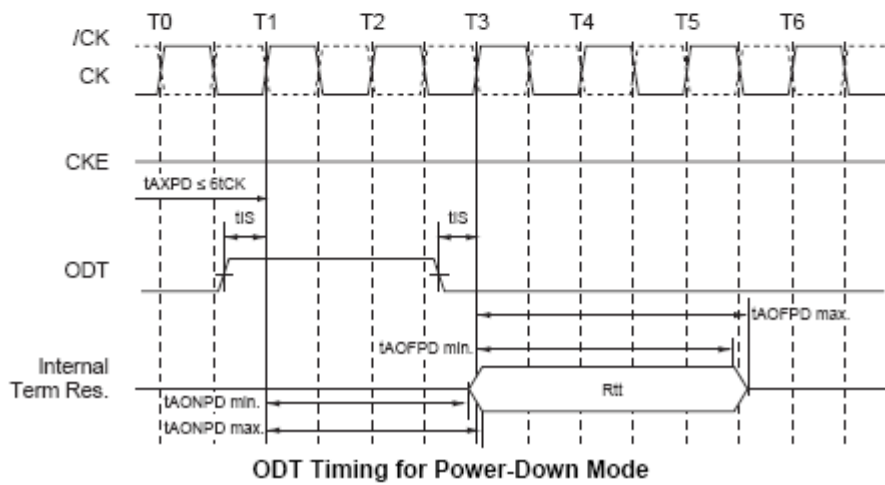 T0 T1 T2 T3 T4 T5 T6
/CK
CK
CKE
tAXPD ≤ 6tCK
tIS tIS
ODT
tAOFPD max.
tAOFPD min.
Internal
Term Res.
Rtt
tAONPD min.
tAONPD max.
ODT Timing for Power-Down Mode